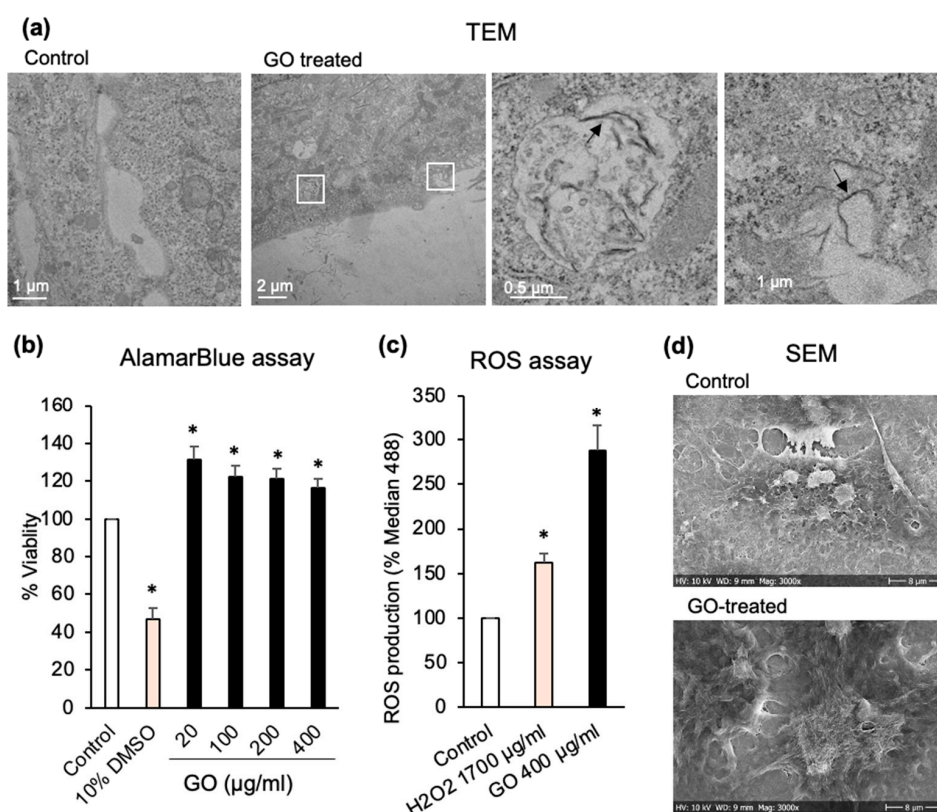 (a)
TEM
Control
GO treated
1 µm
2 µm
0.5 µm
1 µm
(b)
AlamarBlue assay
% Viablity
160
140
120
100
80
60
40
20
0
*
*
*
*
*
Control
10% DMSO
20
100
200
400
GO (µg/ml)
(c)
ROS assay
ROS production (% Median 488)
350
300
250
200
150
100
50
0
*
*
Control
H2O2 1700 µg/ml
GO 400 µg/ml
(d)
SEM
Control
HV: 10 kV WD: 9 mm Mag: 3000x
8 µm
GO-treated
HV: 10 kV WD: 9 mm Mag: 3000x
8 µm